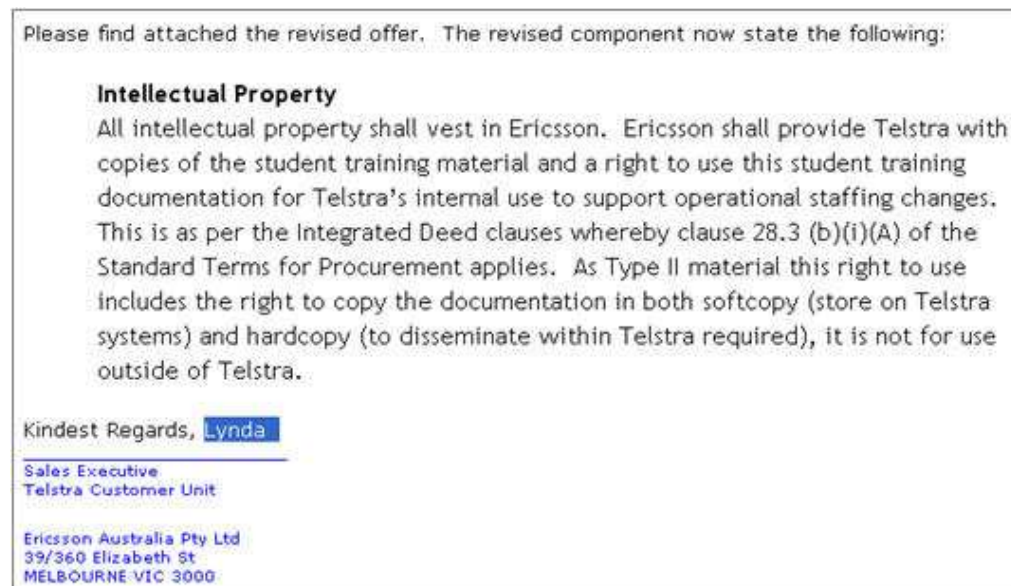 Please find attached the revised offer.  The revised component now state the following:
Intellectual Property
All intellectual property shall vest in Ericsson.  Ericsson shall provide Telstra with
copies of the student training material and a right to use this student training
documentation for Telstra's internal use to support operational staffing changes.
This is as per the Integrated Deed clauses whereby clause 28.3 (b)(i)(A) of the
Standard Terms for Procurement applies.  As Type II material this right to use
includes the right to copy the documentation in both softcopy (store on Telstra
systems) and hardcopy (to disseminate within Telstra required), it is not for use
outside of Telstra.
Kindest Regards, Lynda
Sales Executive
Telstra Customer Unit
Ericsson Australia Pty Ltd
39/360 Elizabeth St
MELBOURNE VIC 3000